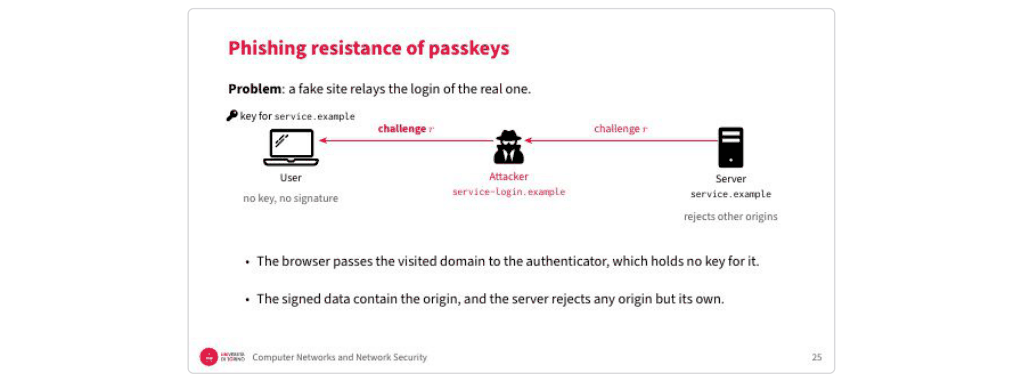 Phishing resistance of passkeys
Problem: a fake site relays the login of the real one.
key for service.example
challenge r
challenge r
User
Attacker
Server
service-login.example
service.example
no key, no signature
rejects other origins
• The browser passes the visited domain to the authenticator, which holds no key for it.
• The signed data contain the origin, and the server rejects any origin but its own.
UNIVERSITÀ
DI TORINO
Computer Networks and Network Security
25